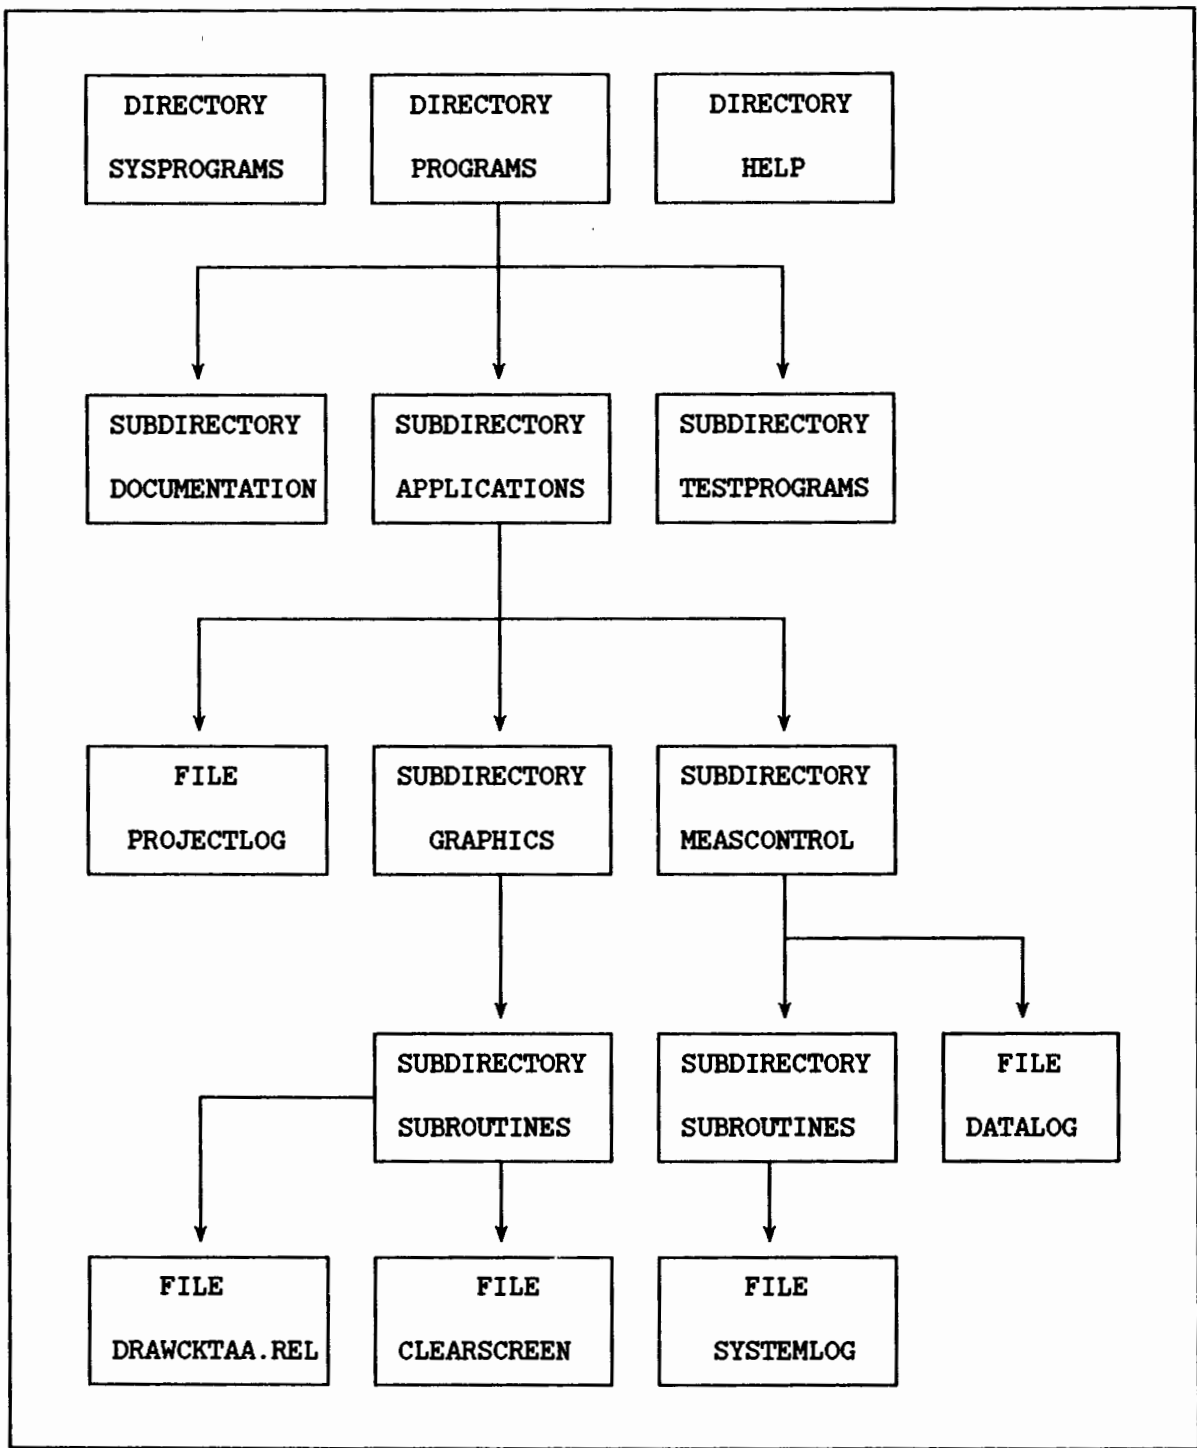 DIRECTORY
SYSPROGRAMS
DIRECTORY
PROGRAMS
DIRECTORY
HELP
SUBDIRECTORY
DOCUMENTATION
SUBDIRECTORY
APPLICATIONS
SUBDIRECTORY
TESTPROGRAMS
FILE
PROJECTLOG
SUBDIRECTORY
GRAPHICS
SUBDIRECTORY
MEASCONTROL
SUBDIRECTORY
SUBROUTINES
SUBDIRECTORY
SUBROUTINES
FILE
DATALOG
FILE
DRAWCKTAA.REL
FILE
CLEARSCREEN
FILE
SYSTEMLOG